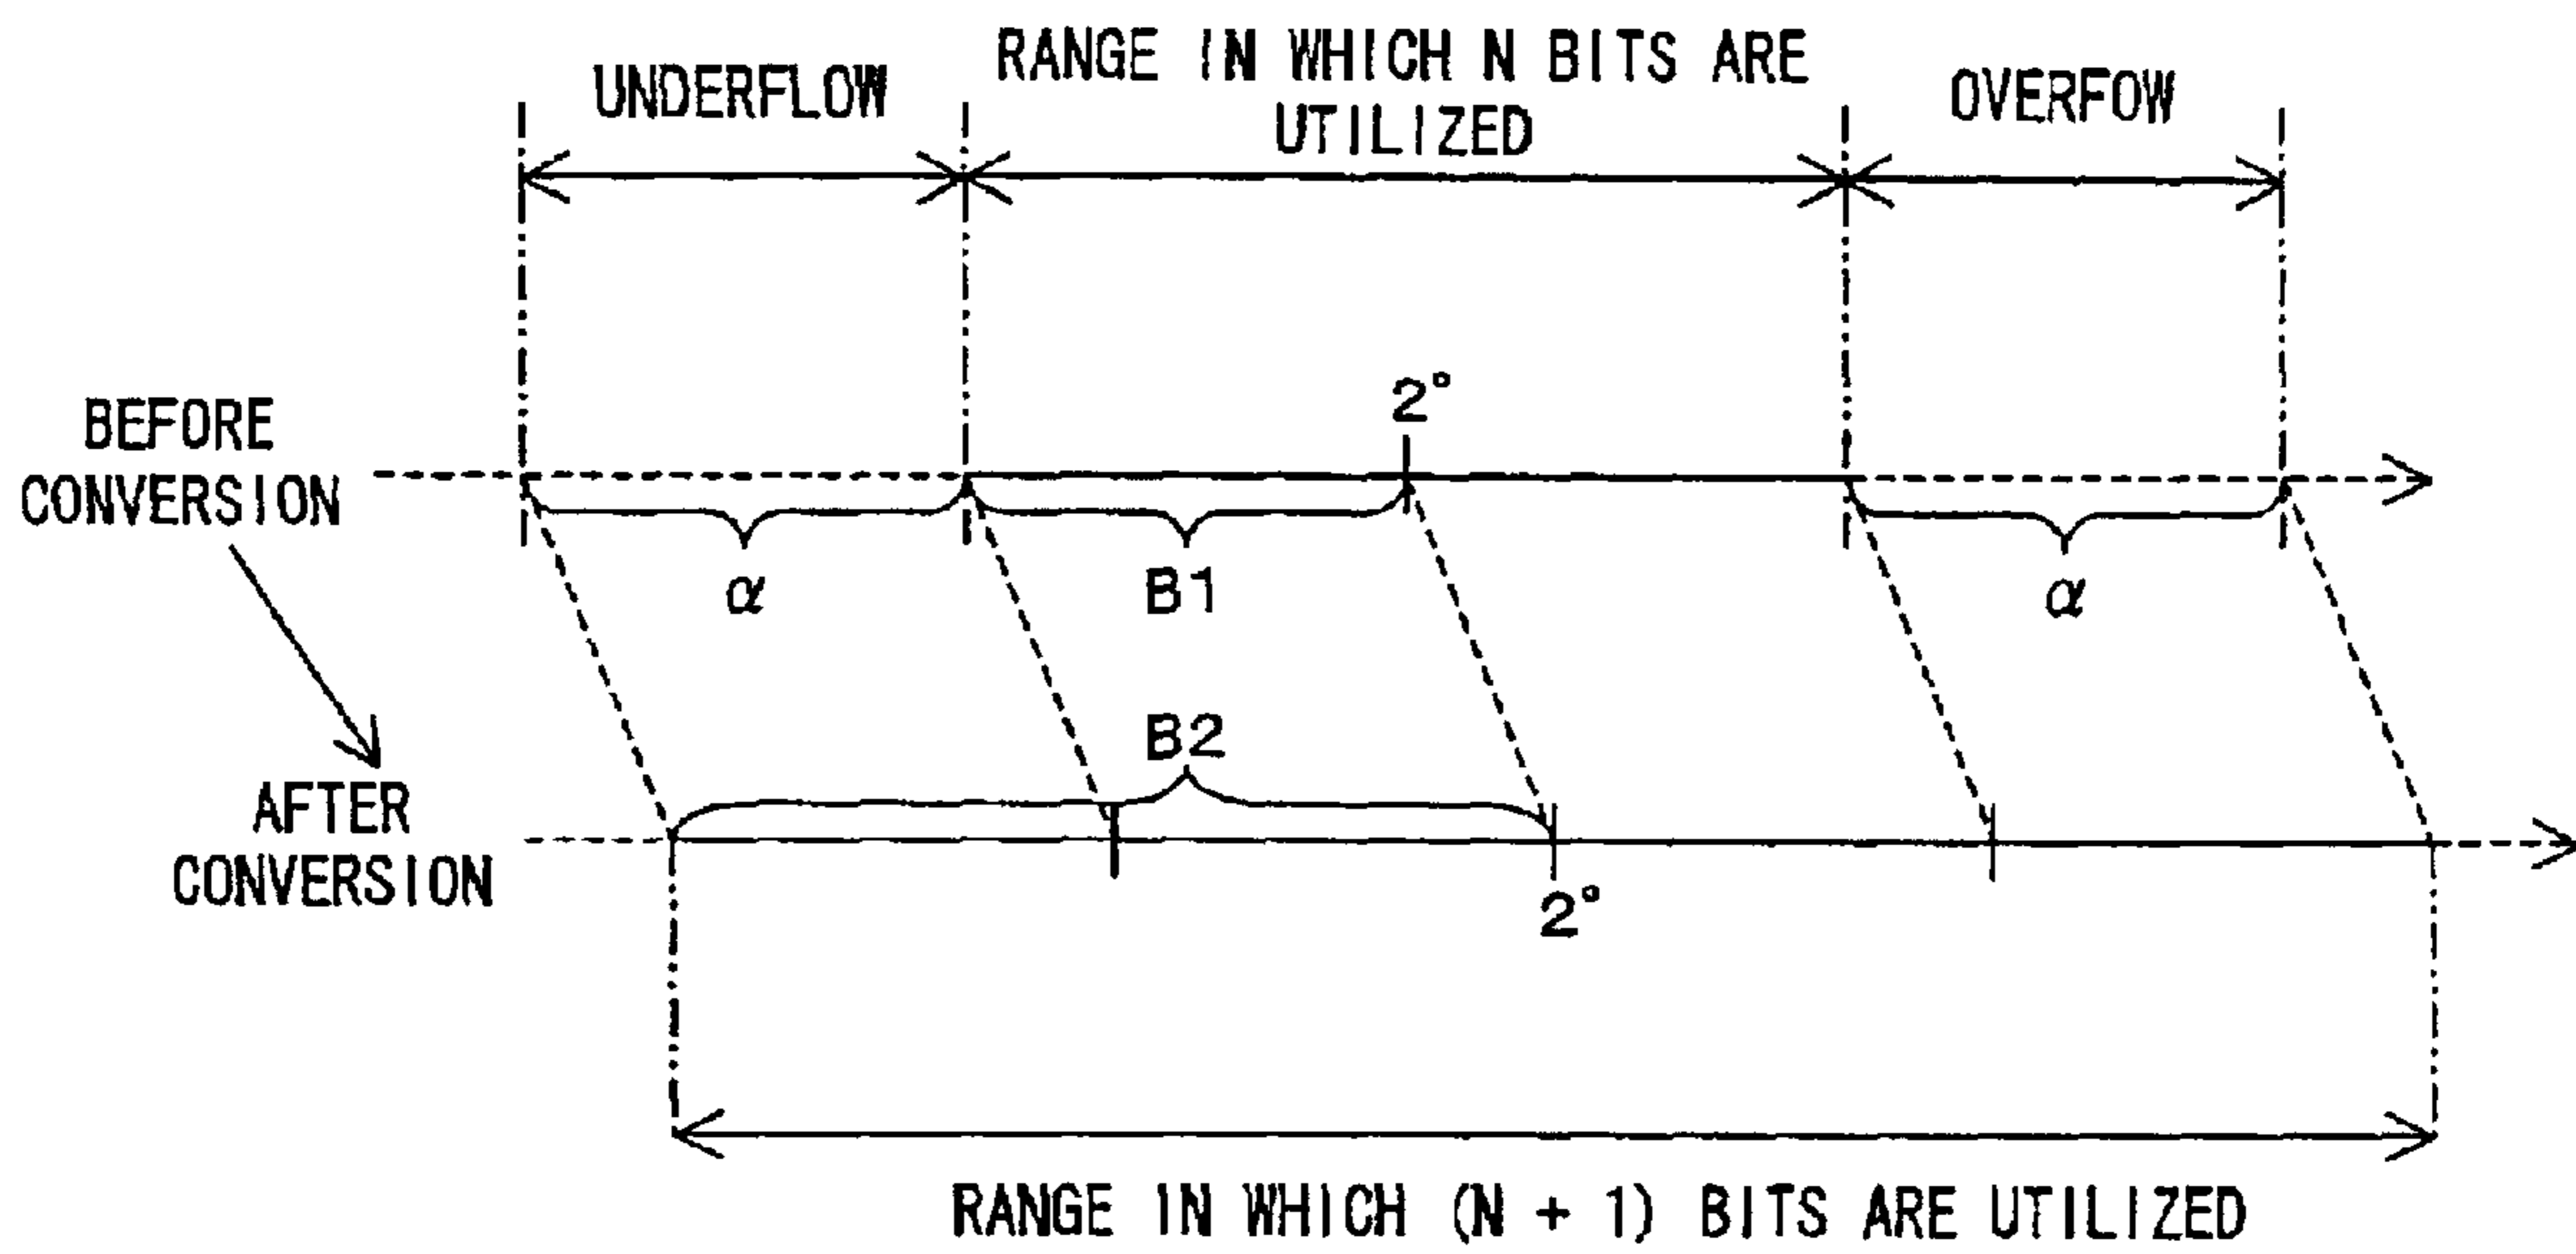 UNDERFLOW
RANGE IN WHICH N BITS ARE
UTILIZED
OVERFOW
BEFORE
CONVERSION
2°
α
B1
α
B2
AFTER
CONVERSION
2°
RANGE IN WHICH (N + 1) BITS ARE UTILIZED